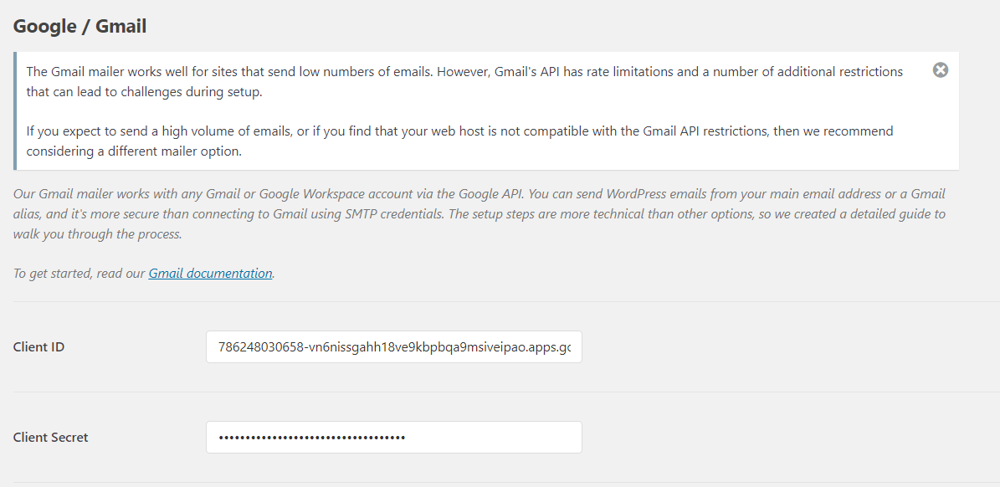 Google / Gmail
The Gmail mailer works well for sites that send low numbers of emails. However, Gmail's API has rate limitations and a number of additional restrictions
that can lead to challenges during setup.
If you expect to send a high volume of emails, or if you find that your web host is not compatible with the Gmail API restrictions, then we recommend
considering a different mailer option.
Our Gmail mailer works with any Gmail or Google Workspace account via the Google API. You can send WordPress emails from your main email address or a Gmail
alias, and it's more secure than connecting to Gmail using SMTP credentials. The setup steps are more technical than other options, so we created a detailed guide to
walk you through the process.
To get started, read our Gmail documentation.
Client ID
786248030658-vn6nissgahh18ve9kbpbqa9msiveipao.apps.gc
Client Secret
•••••••••••••••••••••••••••••••••••